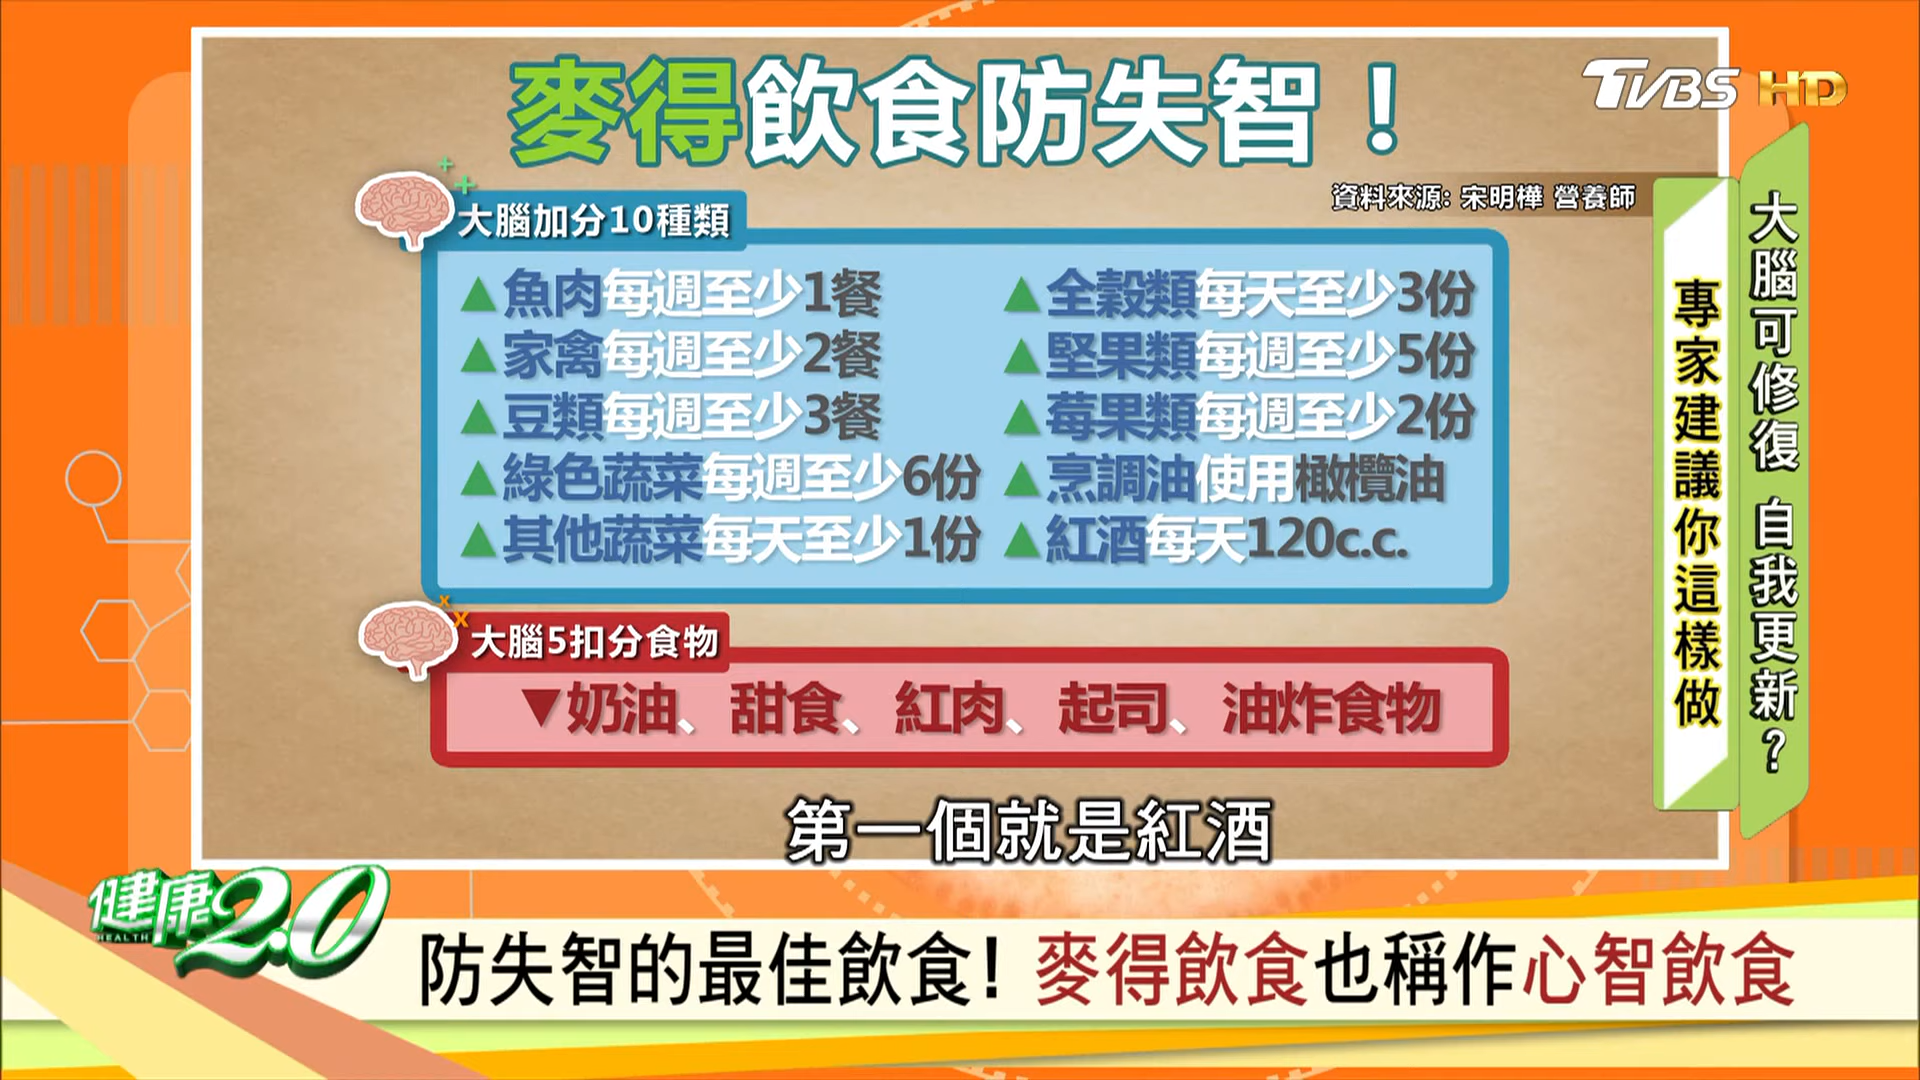 麥得飲食防失智！
TVBS HD
資料來源: 宋明樺 營養師
大腦加分10種類
▲魚肉每週至少1餐
▲家禽每週至少2餐
▲豆類每週至少3餐
▲綠色蔬菜每週至少6份
▲其他蔬菜每天至少1份
▲全穀類每天至少3份
▲堅果類每週至少5份
▲莓果類每週至少2份
▲烹調油使用橄欖油
▲紅酒每天120c.c.
大腦5扣分食物
▼奶油、甜食、紅肉、起司、油炸食物
大腦可修復 自我更新?
專家建議你這樣做
第一個就是紅酒
健康2.0
HEALTH
防失智的最佳飲食! 麥得飲食也稱作心智飲食